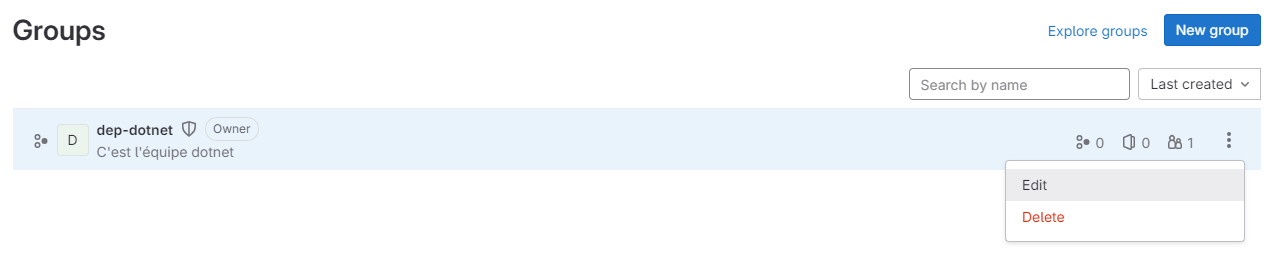 Groups
Explore groups
New group
Search by name
Last created
D
dep-dotnet
Owner
C'est l'équipe dotnet
0
0
1
Edit
Delete